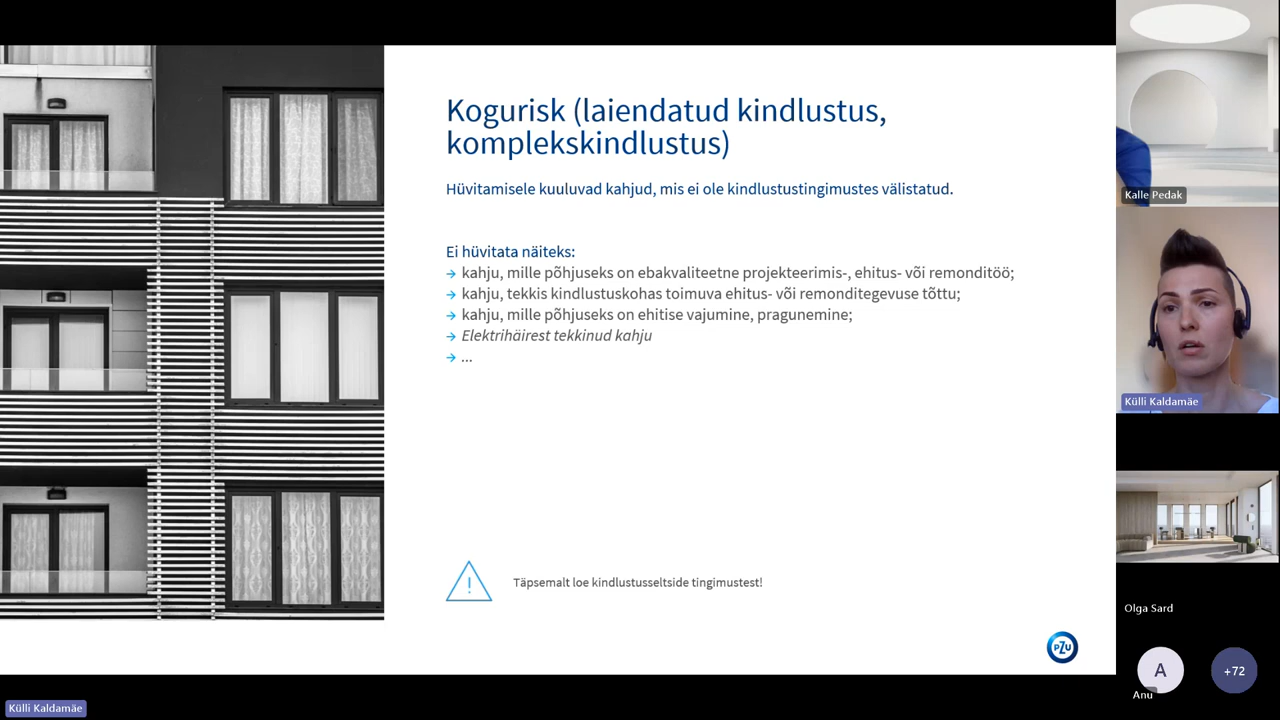 Kogurisk (laiendatud kindlustus,
komplekskindlustus)
Hüvitamisele kuuluvad kahjud, mis ei ole kindlustustingimustes välistatud.
Ei hüvitata näiteks:
→ kahju, mille põhjuseks on ebakvaliteetne projekteerimis-, ehitus- või remonditöö;
→ kahju, tekkis kindlustuskohas toimuva ehitus- või remonditegevuse tõttu;
→ kahju, mille põhjuseks on ehitise vajumine, pragunemine;
→ Elektrihäirest tekkinud kahju
→ ...
!
Täpsemalt loe kindlustusseltside tingimustest!
PZU
Külli Kaldamäe
Kalle Pedak
Külli Kaldamäe
Olga Sard
A
+72
Anu